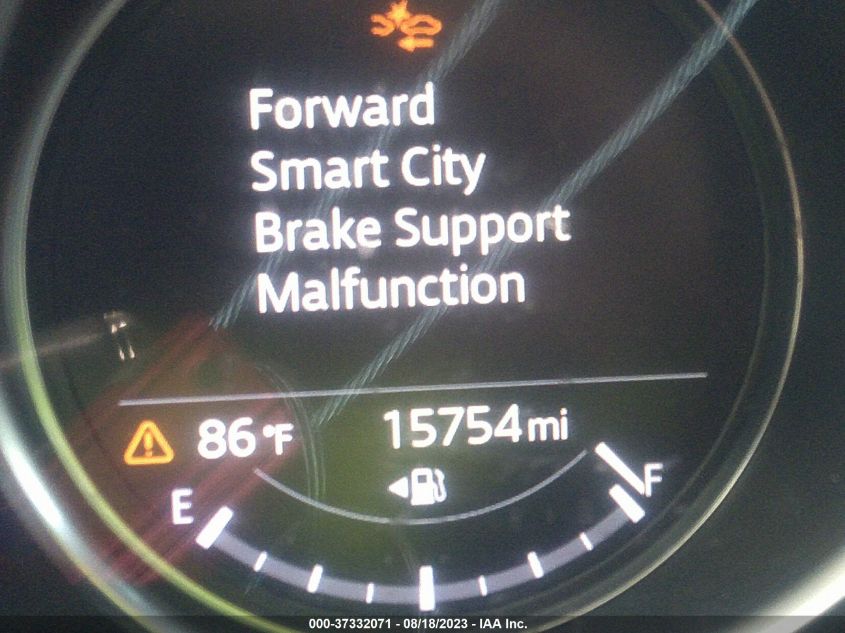 Forward
Smart City
Brake Support
Malfunction
86°F
15754 mi
E
F
000-37332071 - 08/18/2023 - IAA Inc.